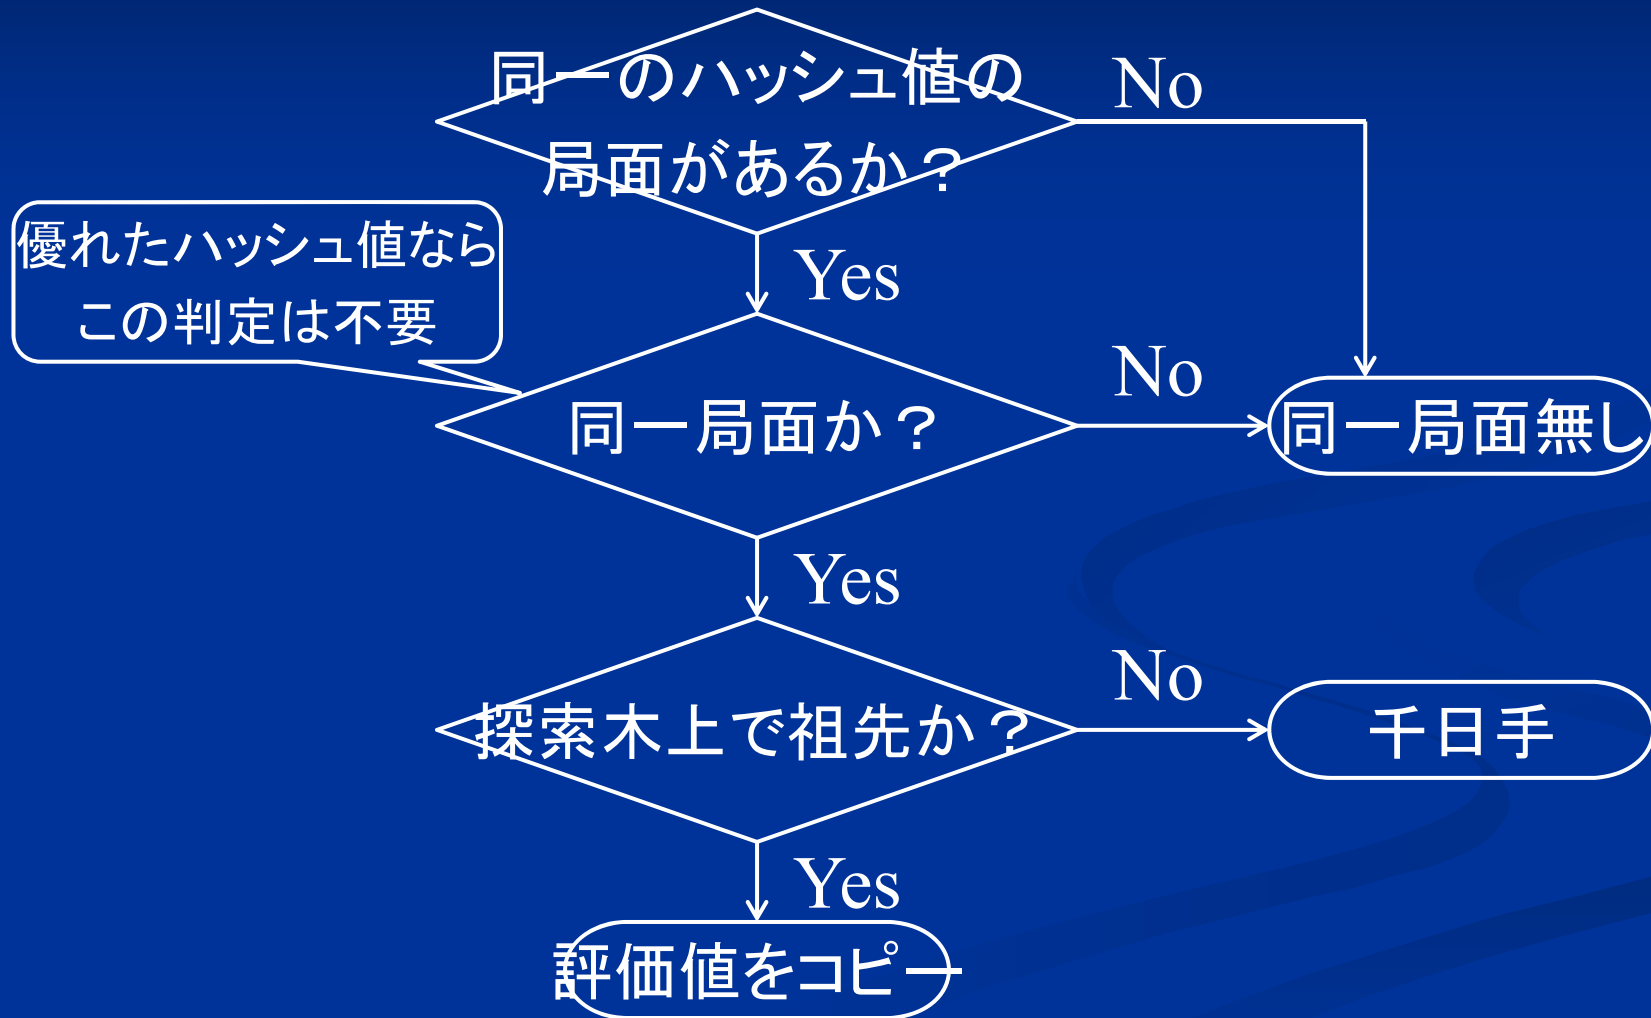 同一のハッシュ値の
局面があるか？
No
優れたハッシュ値なら
この判定は不要
Yes
同一局面か？
No
同一局面無し
Yes
探索木上で祖先か？
No
千日手
Yes
評価値をコピー